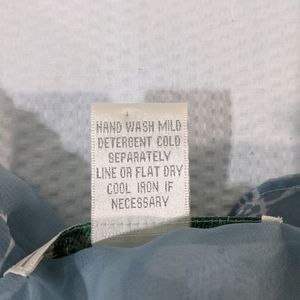 HAND WASH MILD
DETERGENT COLD
SEPARATELY
LINE OR FLAT DRY
COOL IRON IF
NECESSARY